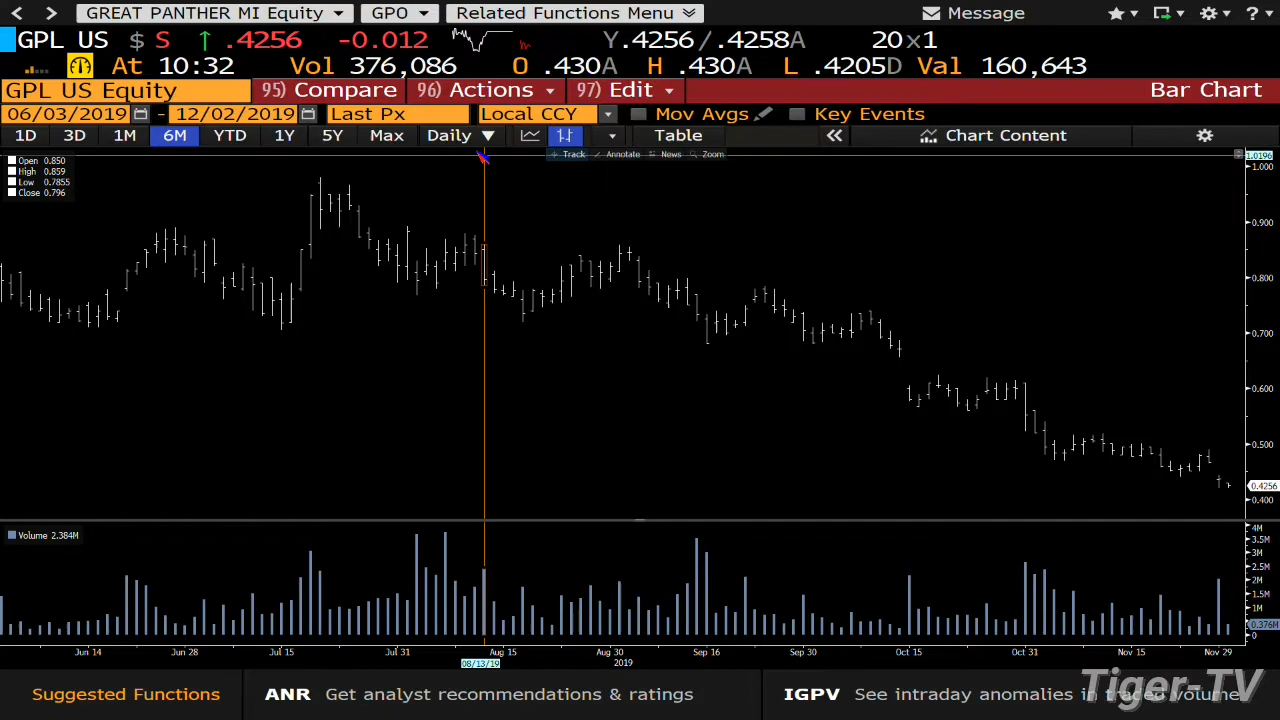 GREAT PANTHER MI Equity GPO Related Functions Menu Message ?
GPL US $ S ↑ .4256 -0.012 Y.4256/.4258A 20x1
At 10:32 Vol 376,086 O .430A H .430A L .4205D Val 160,643
GPL US Equity 95) Compare 96) Actions 97) Edit Bar Chart
06/03/2019 - 12/02/2019 Last Px Local CCY Mov Avgs Key Events
1D 3D 1M 6M YTD 1Y 5Y Max Daily ▼ Table « Chart Content
Track Annotate News Zoom
Open 0.850
High 0.859
Low 0.7855
Close 0.796
1.0196
1.000
0.900
0.800
0.700
0.600
0.500
0.4256
0.400
Volume 2.384M
4M
3.5M
3M
2.5M
2M
1.5M
1M
0.376M
0
Jun 14 Jun 28 Jul 15 Jul 31 Aug 15 Aug 30 Sep 16 Sep 30 Oct 15 Oct 31 Nov 15 Nov 29
08/13/19 2019
Suggested Functions ANR Get analyst recommendations & ratings IGPV See intraday anomalies in traded volume
Tiger-TV